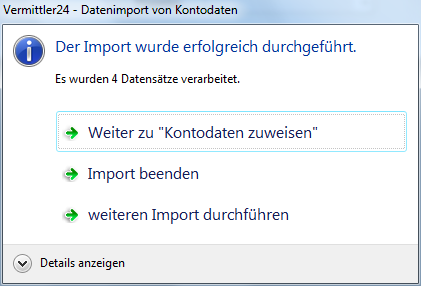 Vermittler24 - Datenimport von Kontodaten
Der Import wurde erfolgreich durchgeführt.
Es wurden 4 Datensätze verarbeitet.
Weiter zu "Kontodaten zuweisen"
Import beenden
weiteren Import durchführen
Details anzeigen